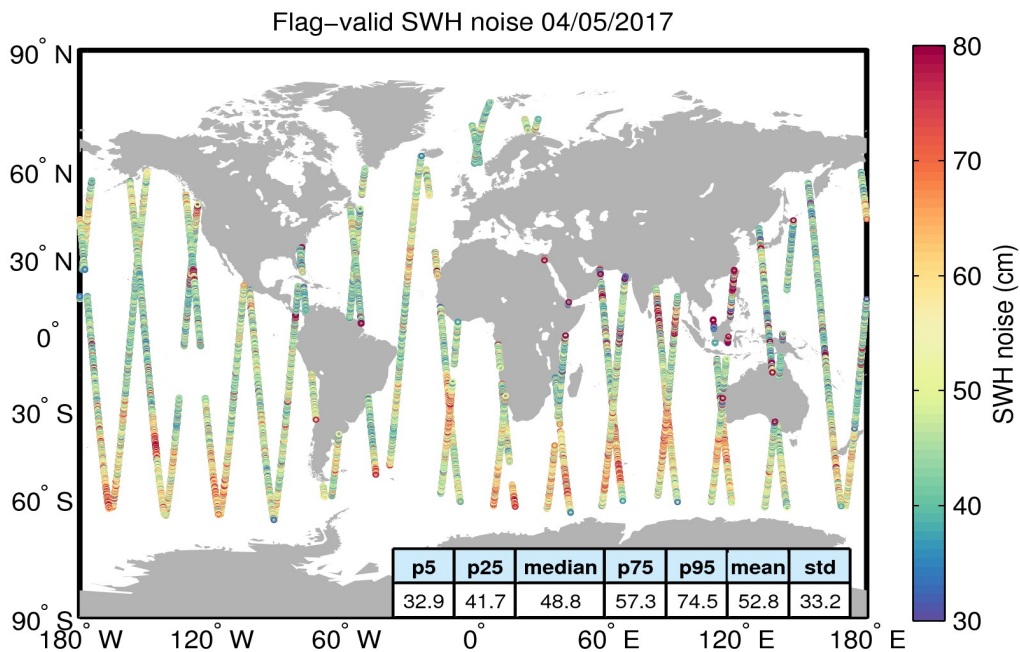 Flag−valid SWH noise 04/05/2017
90° N
60° N
30° N
0°
30° S
60° S
90° S
180° W
120° W
60° W
0°
60° E
120° E
180° E
80
70
60
50
40
30
SWH noise (cm)
p5 p25 median p75 p95 mean std
32.9 41.7 48.8 57.3 74.5 52.8 33.2